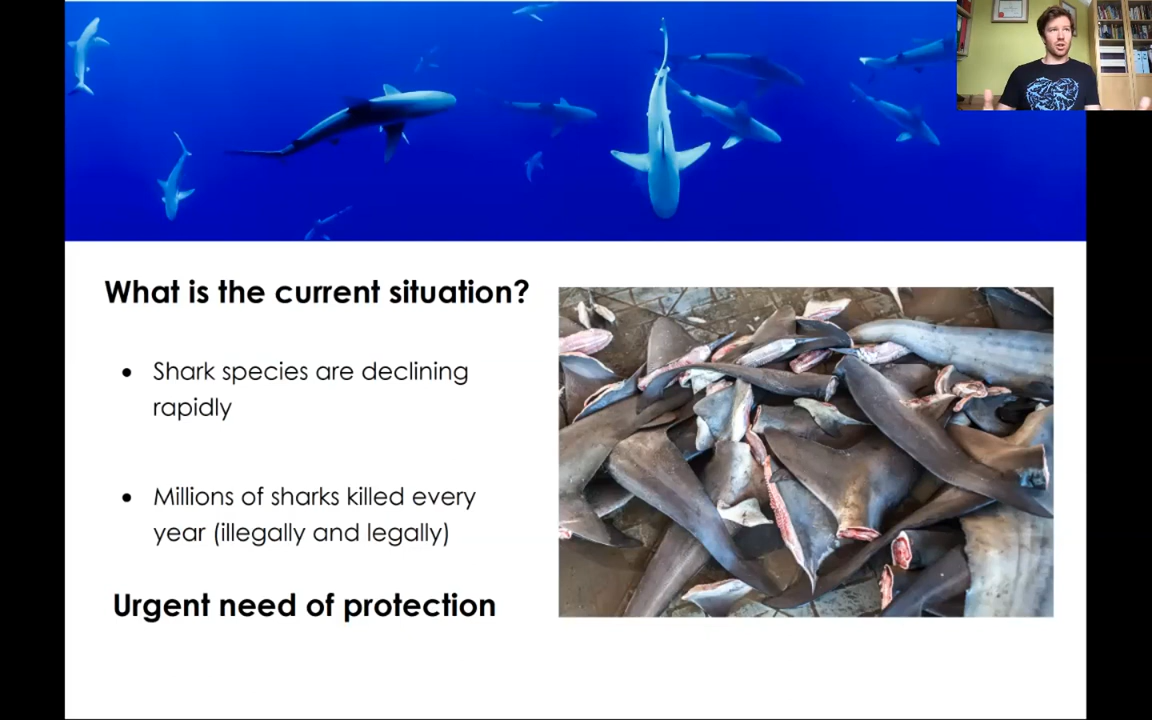 What is the current situation?
• Shark species are declining
rapidly
• Millions of sharks killed every
year (illegally and legally)
Urgent need of protection